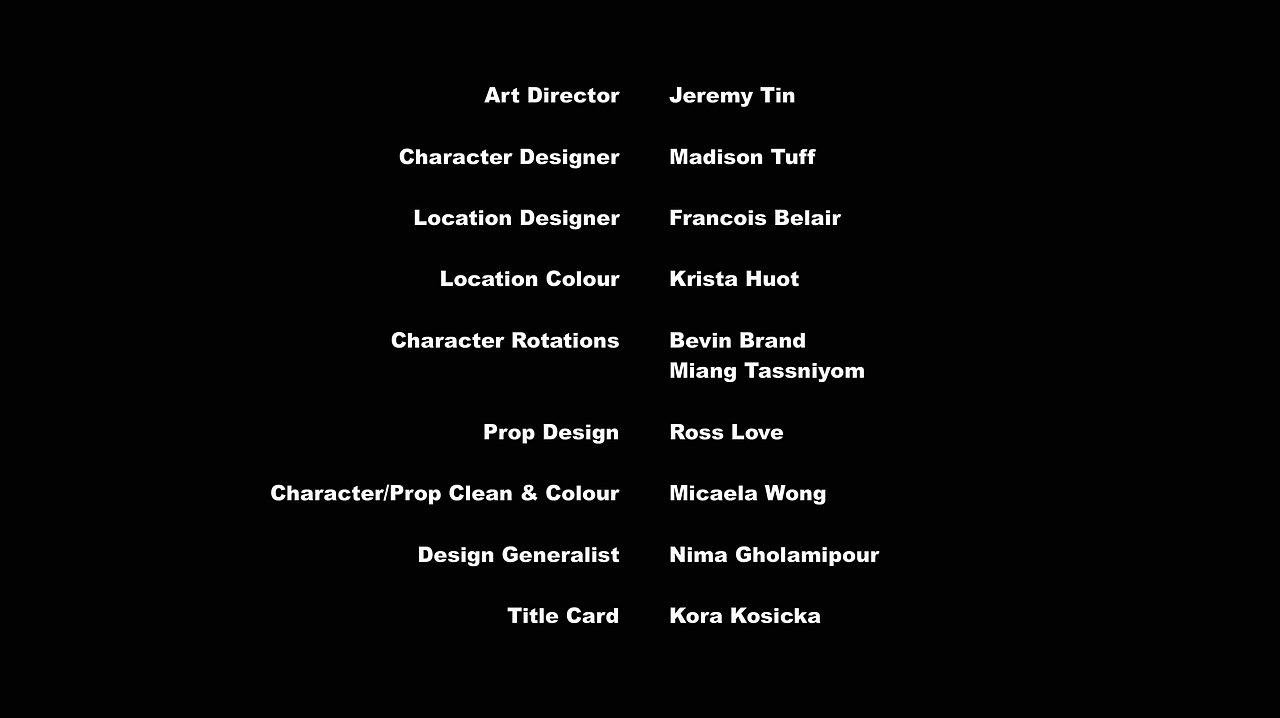 Art Director Jeremy Tin
Character Designer Madison Tuff
Location Designer Francois Belair
Location Colour Krista Huot
Character Rotations Bevin Brand
Miang Tassniyom
Prop Design Ross Love
Character/Prop Clean & Colour Micaela Wong
Design Generalist Nima Gholamipour
Title Card Kora Kosicka